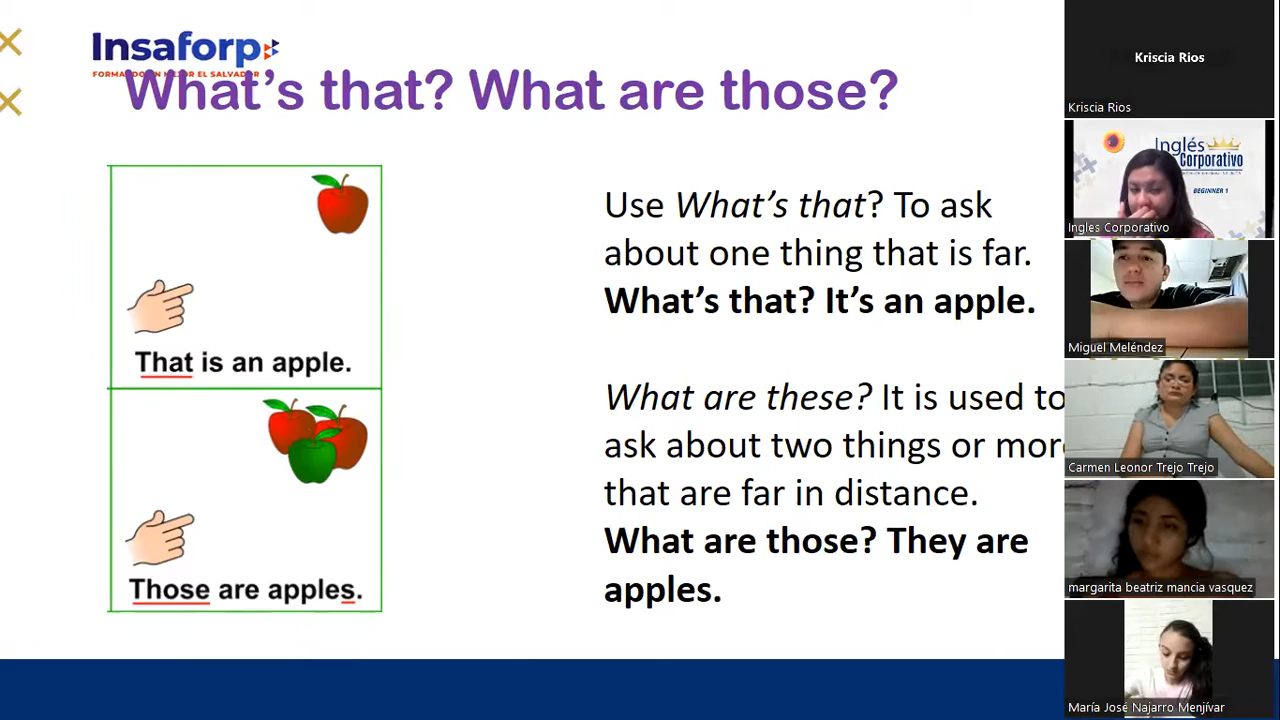 Insaforp
What's that? What are those?
That is an apple.
Those are apples.
Use What's that? To ask
about one thing that is far.
What's that? It's an apple.
What are these? It is used to
ask about two things or more
that are far in distance.
What are those? They are
apples.
Kriscia Rios
Kriscia Rios
Inglés
Corporativo
BEGINNER 1
Ingles Corporativo
Miguel Meléndez
Carmen Leonor Trejo Trejo
margarita beatriz mancia vasquez
María José Najarro Menjívar